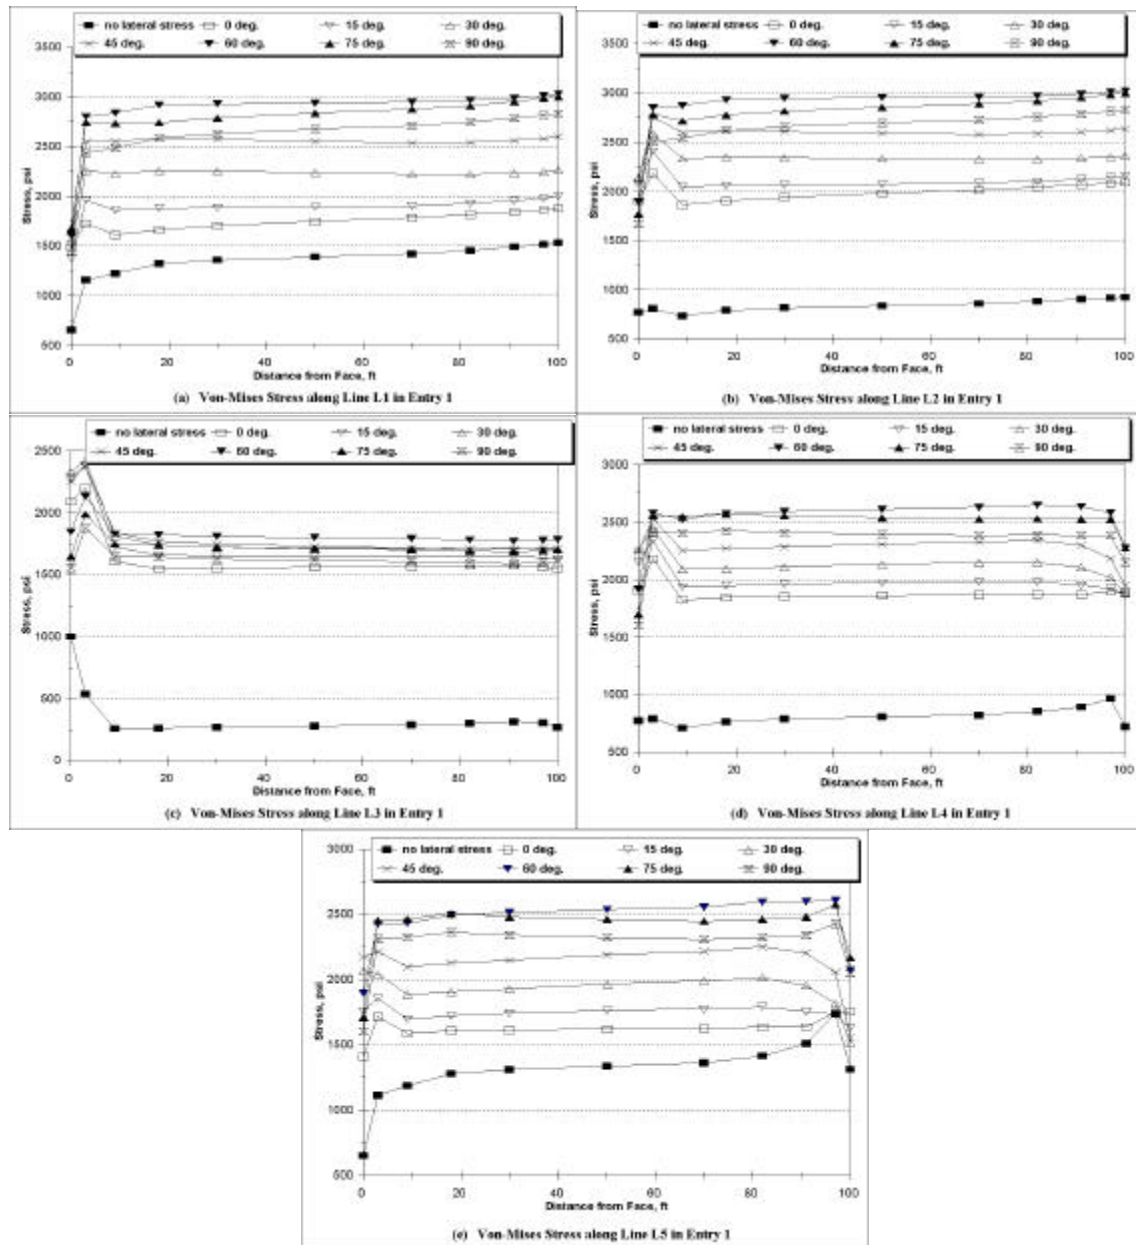 no lateral stress 0 deg. 15 deg. 30 deg.
45 deg. 60 deg. 75 deg. 90 deg.
3500
3000
2500
2000
1500
1000
500
Stress, psi
0 20 40 60 80 100
Distance from Face, ft
(a) Von-Mises Stress along Line L1 in Entry 1
no lateral stress 0 deg. 15 deg. 30 deg.
45 deg. 60 deg. 75 deg. 90 deg.
3500
3000
2500
2000
1500
1000
500
Stress, psi
0 20 40 60 80 100
Distance from Face, ft
(b) Von-Mises Stress along Line L2 in Entry 1
no lateral stress 0 deg. 15 deg. 30 deg.
45 deg. 60 deg. 75 deg. 90 deg.
2500
2000
1500
1000
500
0
Stress, psi
0 20 40 60 80 100
Distance from Face, ft
(c) Von-Mises Stress along Line L3 in Entry 1
no lateral stress 0 deg. 15 deg. 30 deg.
45 deg. 60 deg. 75 deg. 90 deg.
3000
2500
2000
1500
1000
500
Stress, psi
0 20 40 60 80 100
Distance from Face, ft
(d) Von-Mises Stress along Line L4 in Entry 1
no lateral stress 0 deg. 15 deg. 30 deg.
45 deg. 60 deg. 75 deg. 90 deg.
3000
2500
2000
1500
1000
500
Stress, psi
0 20 40 60 80 100
Distance from Face, ft
(e) Von-Mises Stress along Line L5 in Entry 1